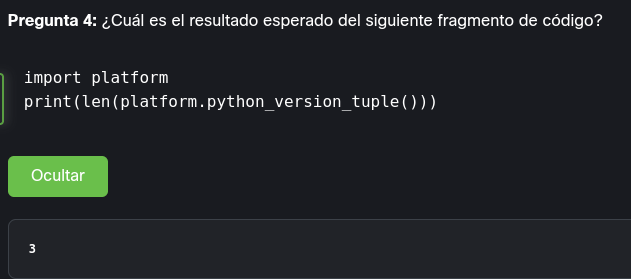 Pregunta 4: ¿Cuál es el resultado esperado del siguiente fragmento de código?
import platform
print(len(platform.python_version_tuple()))
Ocultar
3